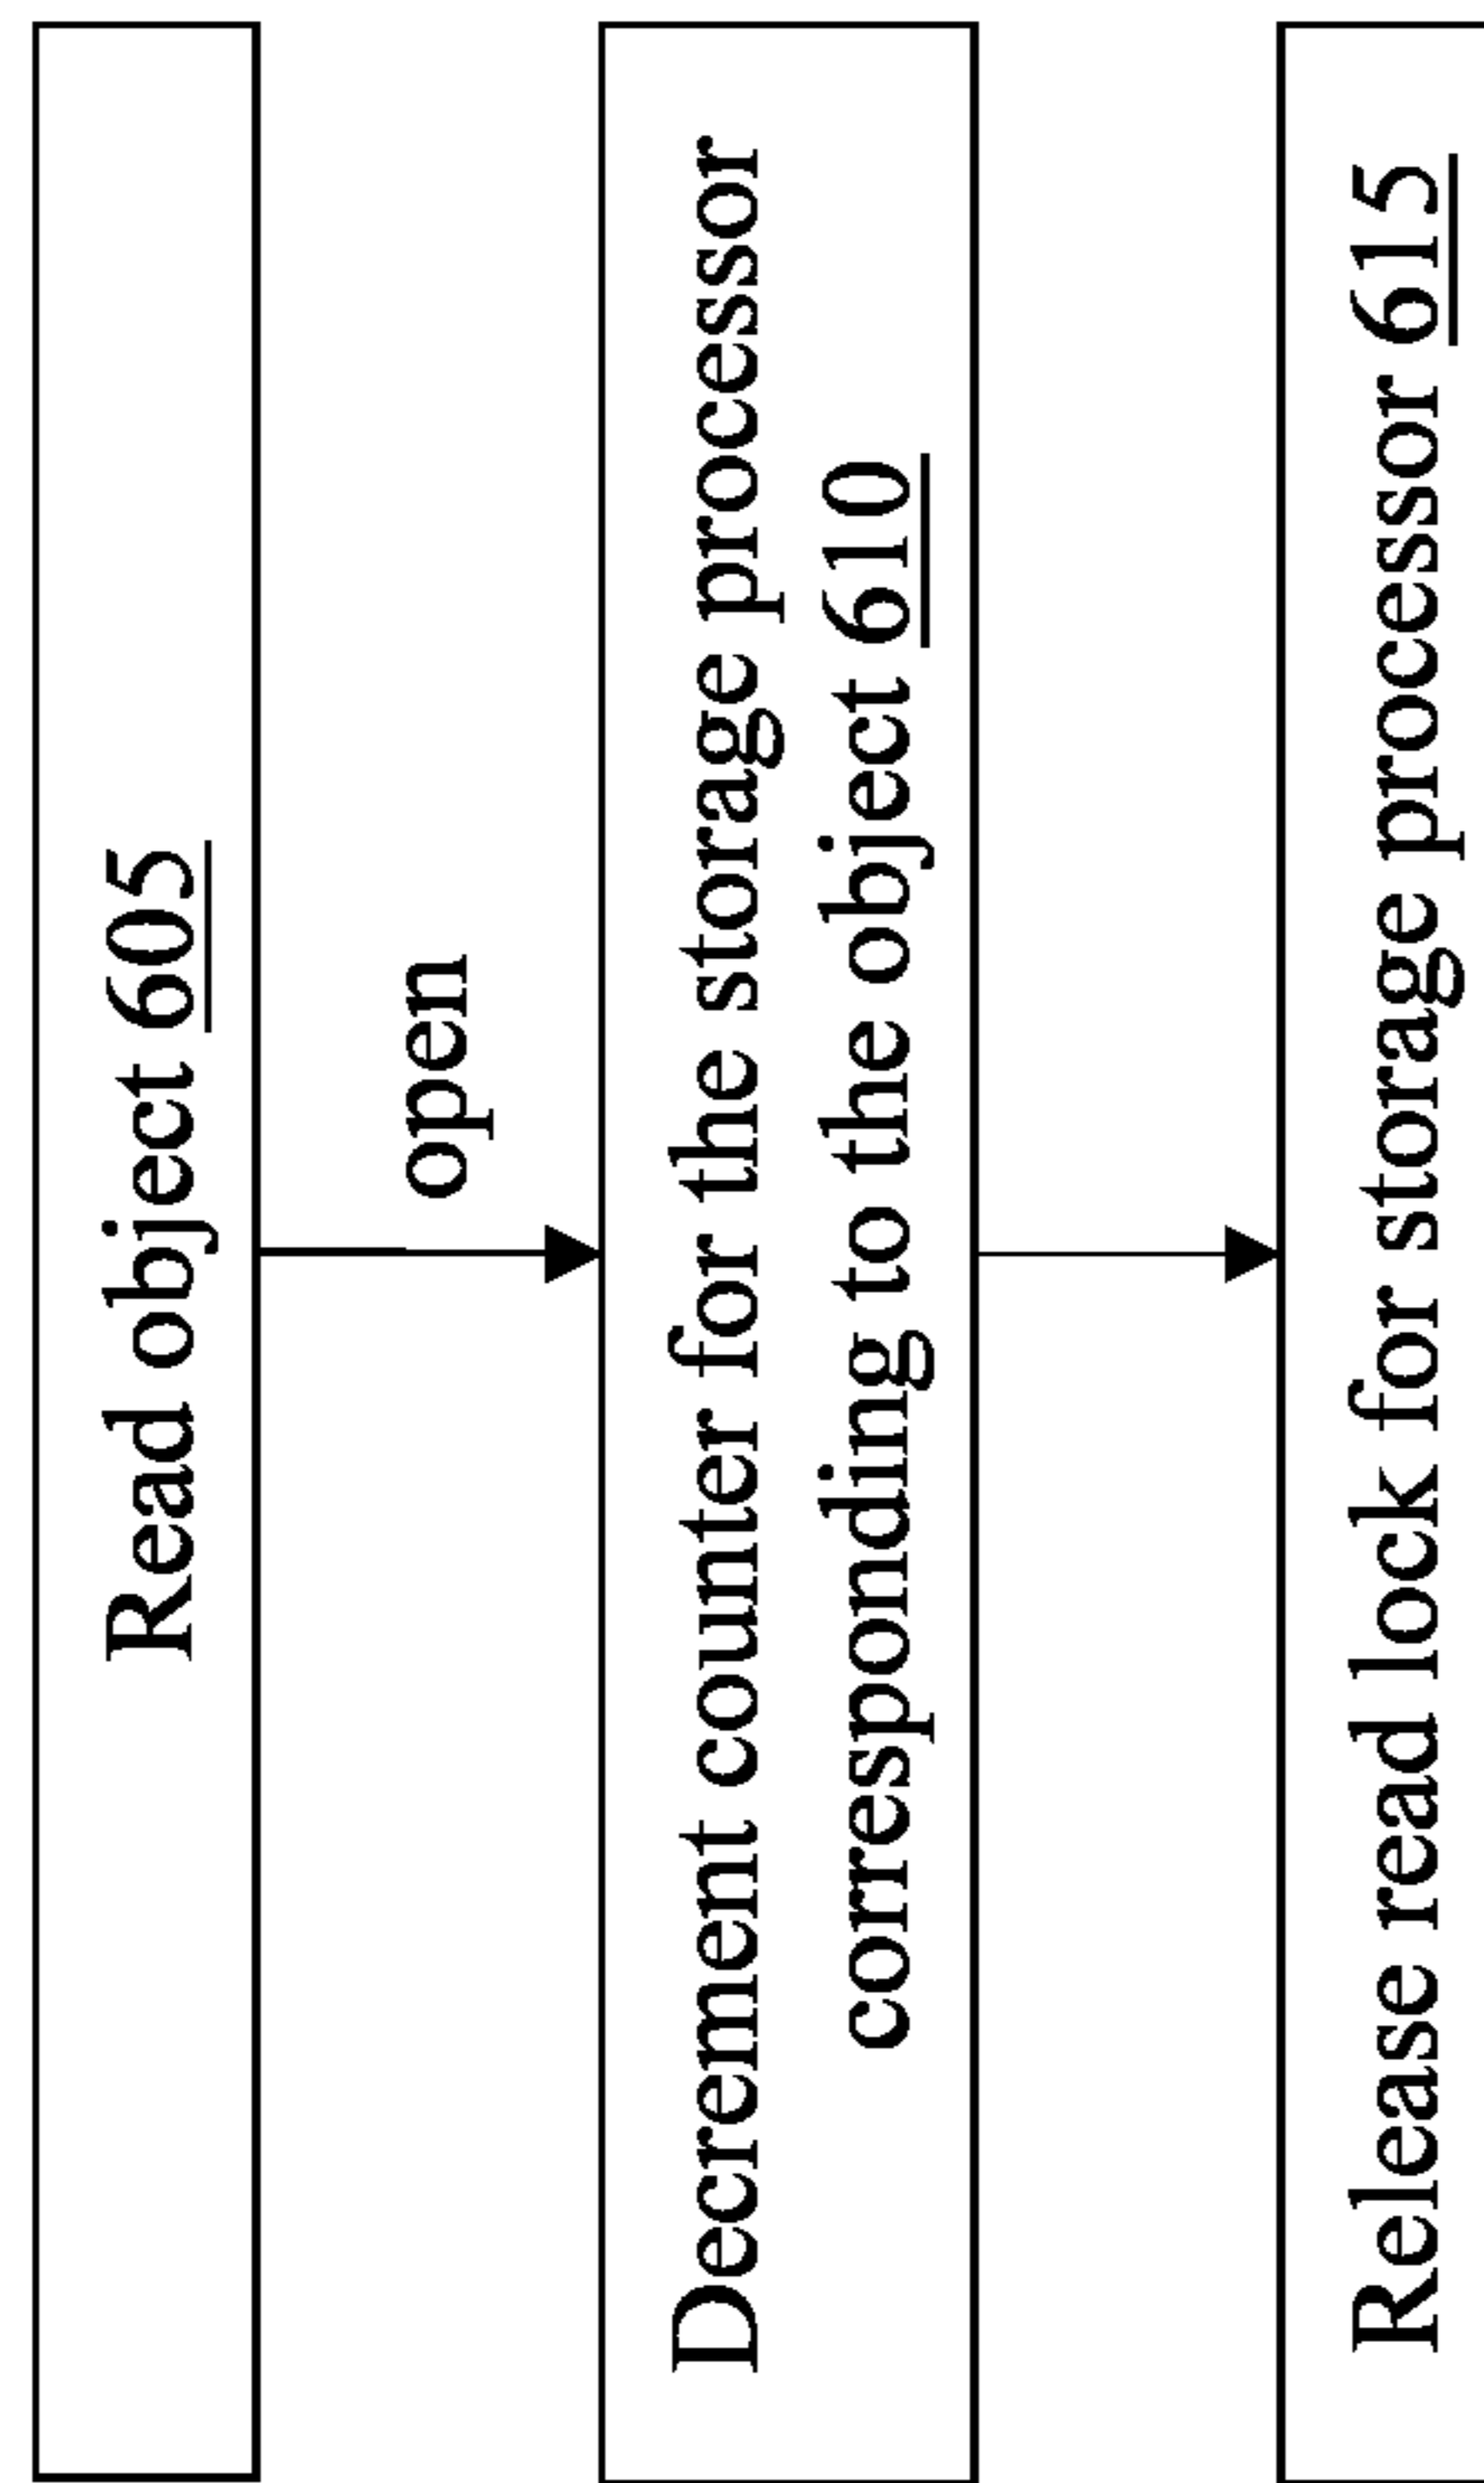 Read object 605
open
Decrement counter for the storage processor
corresponding to the object 610
Release read lock for storage processor 615